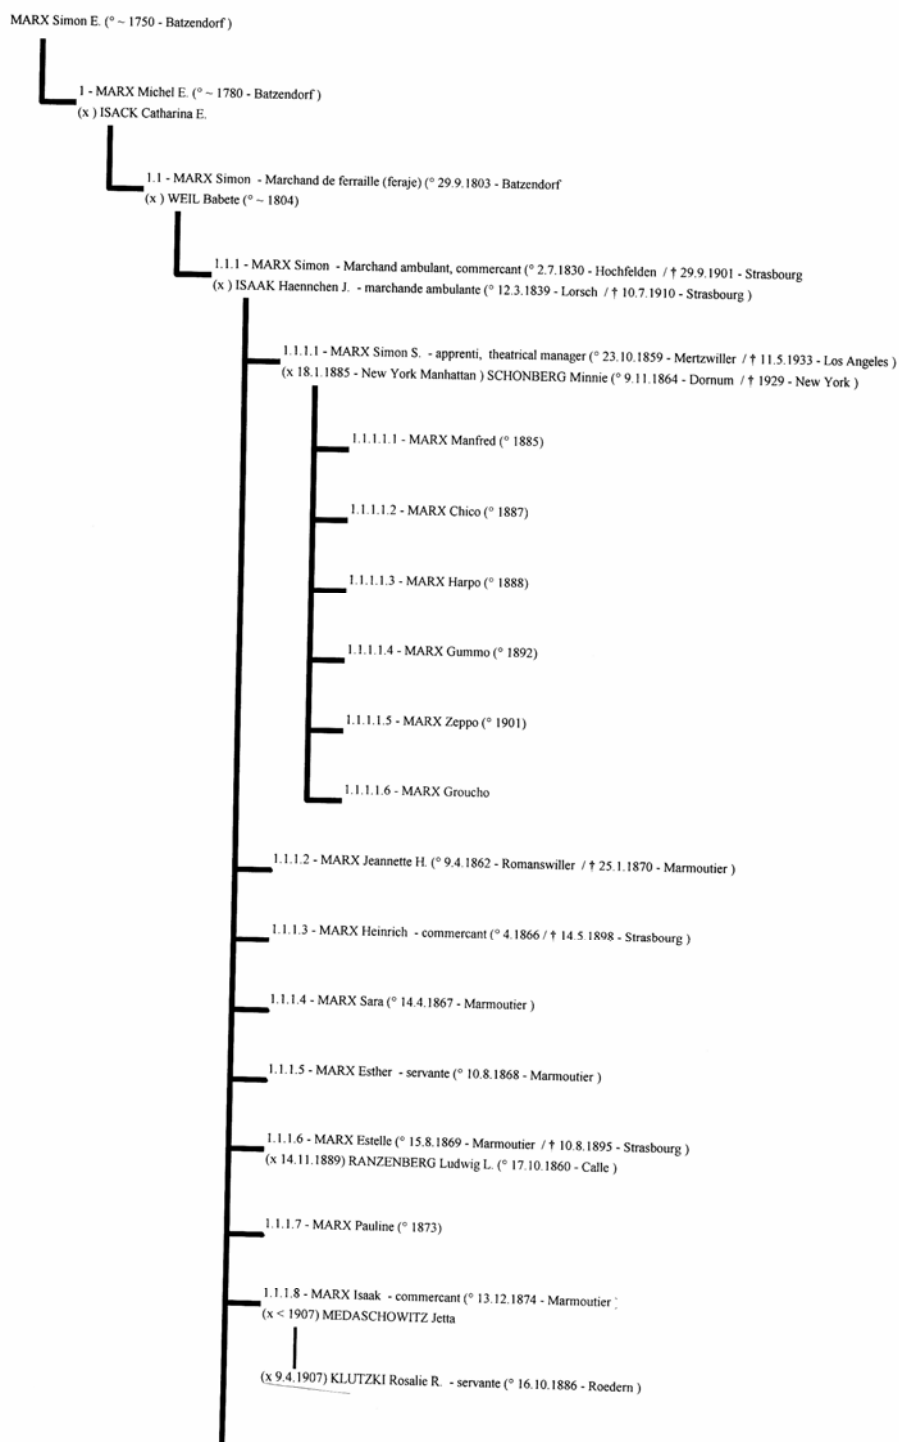 MARX Simon E. (° ~ 1750 - Batzendorf )
1 - MARX Michel E. (° ~ 1780 - Batzendorf )
(x ) ISACK Catharina E.
1.1 - MARX Simon - Marchand de ferraille (feraje) (° 29.9.1803 - Batzendorf
(x ) WEIL Babete (° ~ 1804)
1.1.1 - MARX Simon - Marchand ambulant, commercant (° 2.7.1830 - Hochfelden / † 29.9.1901 - Strasbourg
(x ) ISAAK Haennchen J. - marchande ambulante (° 12.3.1839 - Lorsch / † 10.7.1910 - Strasbourg )
1.1.1.1 - MARX Simon S. - apprenti, theatrical manager (° 23.10.1859 - Mertzwiller / † 11.5.1933 - Los Angeles )
(x 18.1.1885 - New York Manhattan ) SCHONBERG Minnie (° 9.11.1864 - Dornum / † 1929 - New York )
1.1.1.1.1 - MARX Manfred (° 1885)
1.1.1.1.2 - MARX Chico (° 1887)
1.1.1.1.3 - MARX Harpo (° 1888)
1.1.1.1.4 - MARX Gummo (° 1892)
1.1.1.1.5 - MARX Zeppo (° 1901)
1.1.1.1.6 - MARX Groucho
1.1.1.2 - MARX Jeannette H. (° 9.4.1862 - Romanswiller / † 25.1.1870 - Marmoutier )
1.1.1.3 - MARX Heinrich - commercant (° 4.1866 / † 14.5.1898 - Strasbourg )
1.1.1.4 - MARX Sara (° 14.4.1867 - Marmoutier )
1.1.1.5 - MARX Esther - servante (° 10.8.1868 - Marmoutier )
1.1.1.6 - MARX Estelle (° 15.8.1869 - Marmoutier / † 10.8.1895 - Strasbourg )
(x 14.11.1889) RANZENBERG Ludwig L. (° 17.10.1860 - Calle )
1.1.1.7 - MARX Pauline (° 1873)
1.1.1.8 - MARX Isaak - commercant (° 13.12.1874 - Marmoutier
(x < 1907) MEDASCHOWITZ Jetta
(x 9.4.1907) KLUTZKI Rosalie R. - servante (° 16.10.1886 - Roedern )